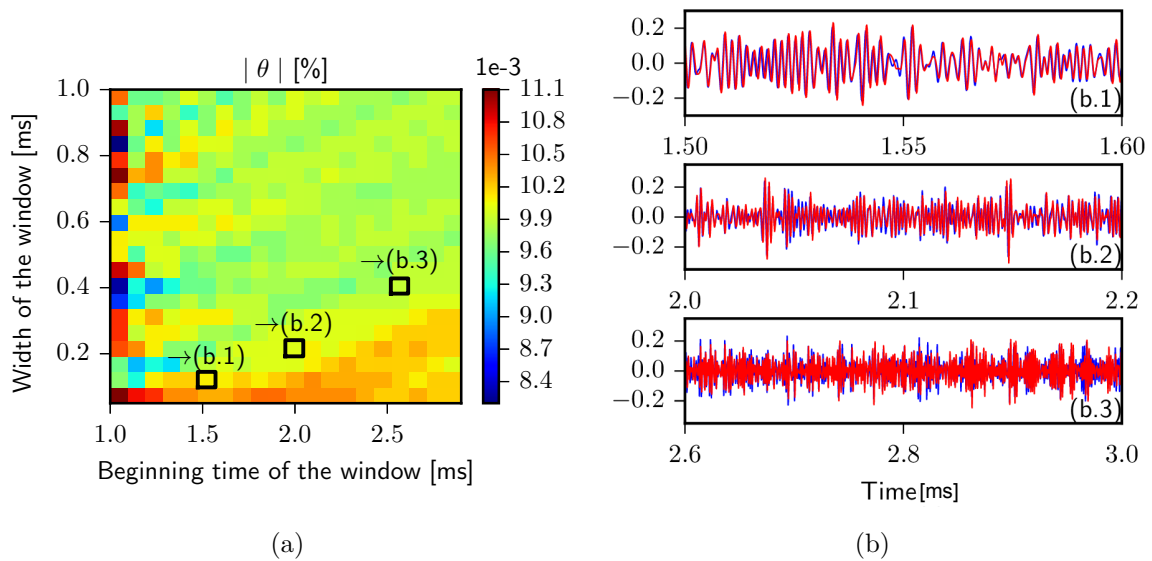 | θ | [%]
1e-3
1.0
0.8
0.6
0.4
0.2
Width of the window [ms]
→(b.3)
→(b.2)
→(b.1)
1.0 1.5 2.0 2.5
Beginning time of the window [ms]
11.1
10.8
10.5
10.2
9.9
9.6
9.3
9.0
8.7
8.4
(a)
0.2
0.0
−0.2
(b.1)
1.50 1.55 1.60
0.2
0.0
−0.2
(b.2)
2.0 2.1 2.2
0.2
0.0
−0.2
(b.3)
2.6 2.8 3.0
Time[ms]
(b)